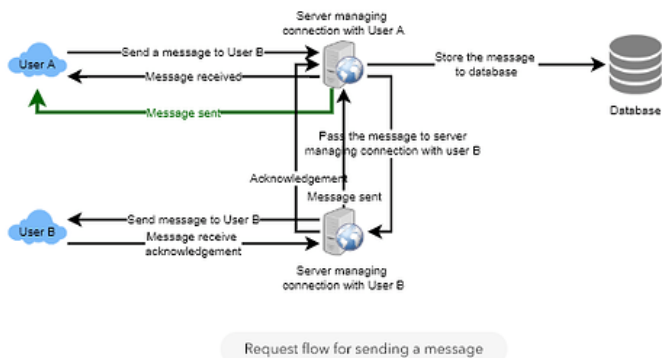 Server managing
connection with User A
Send a message to User B
User A
Message received
Store the message
to database
Message sent
Database
Pass the message to server
managing connection with user B
Acknowledgement
Message sent
Send message to User B
User B
Message receive
acknowledgement
Server managing
connection with User B
Request flow for sending a message